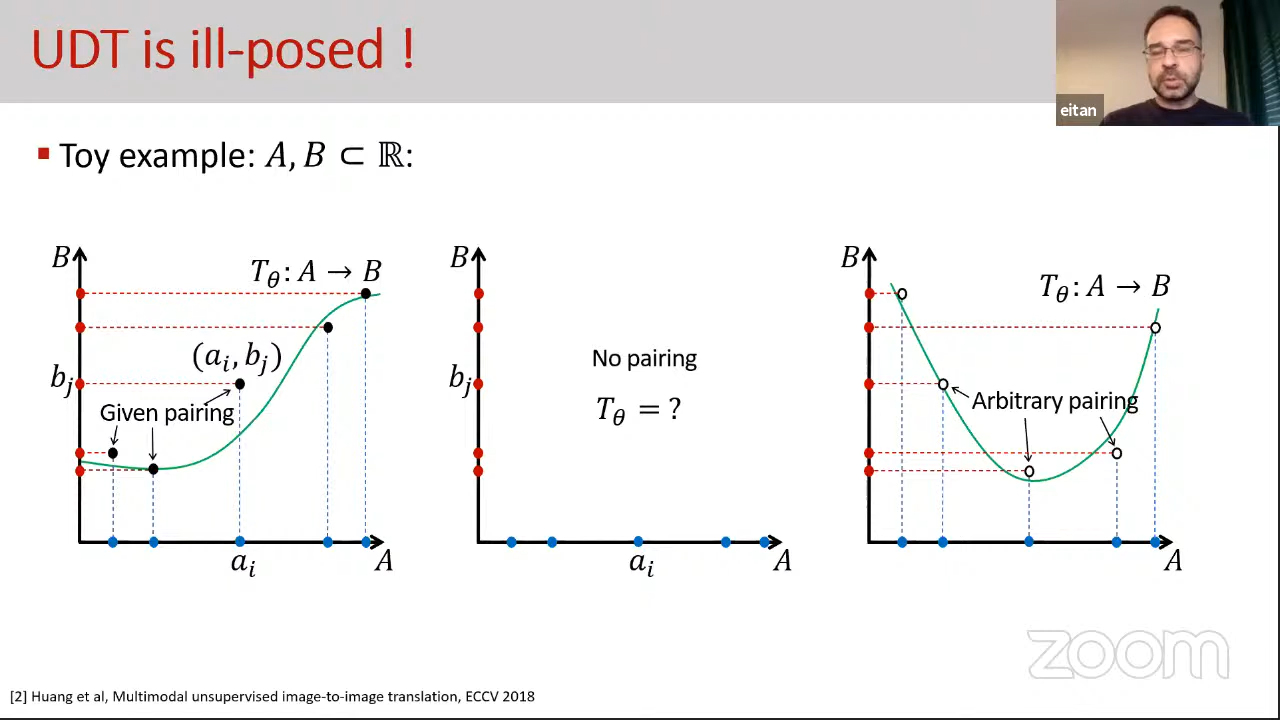 UDT is ill-posed !
eitan
▪ Toy example: A, B ⊂ ℝ:
B
T_θ: A → B
(a_i, b_j)
b_j
Given pairing
a_i
A
B
No pairing
b_j
T_θ = ?
a_i
A
B
T_θ: A → B
Arbitrary pairing
A
zoom
[2] Huang et al, Multimodal unsupervised image-to-image translation, ECCV 2018